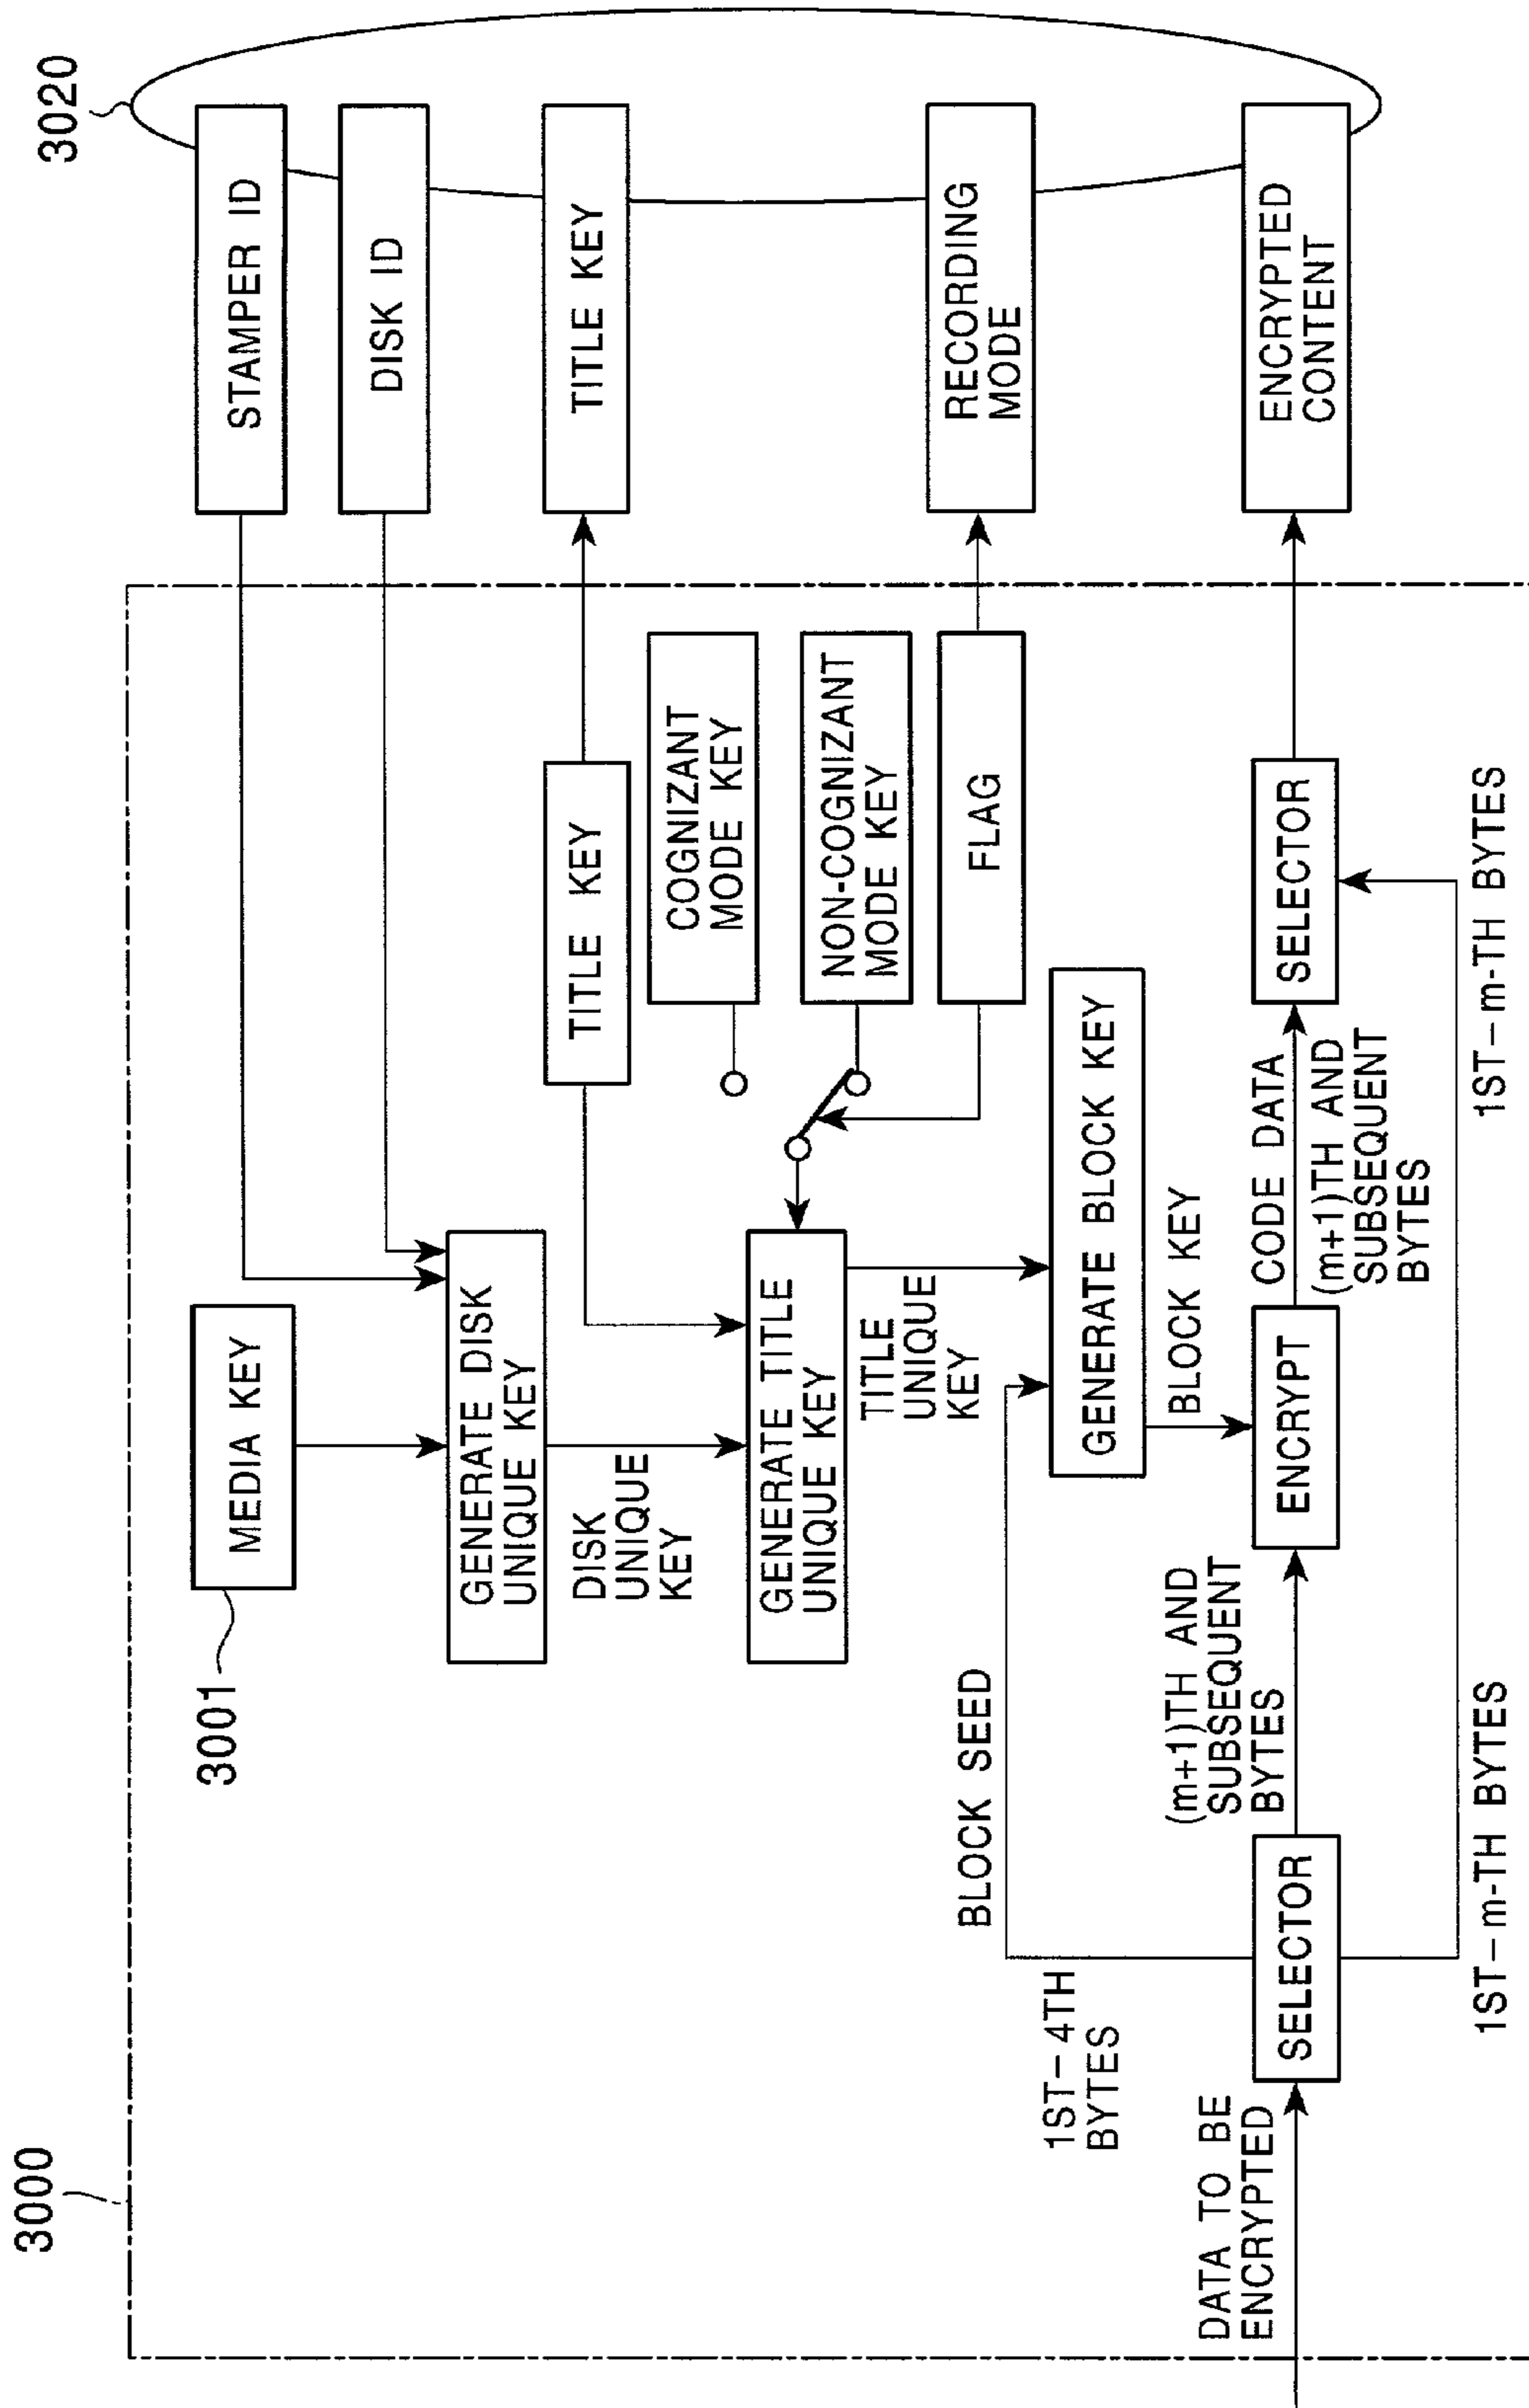 3000
3020
3001
MEDIA KEY
STAMPER ID
DISK ID
GENERATE DISK
UNIQUE KEY
DISK
UNIQUE
KEY
TITLE KEY
TITLE KEY
COGNIZANT
MODE KEY
GENERATE TITLE
UNIQUE KEY
NON-COGNIZANT
MODE KEY
TITLE
UNIQUE
KEY
FLAG
RECORDING
MODE
BLOCK SEED
1ST-4TH
BYTES
GENERATE BLOCK KEY
BLOCK KEY
DATA TO BE
ENCRYPTED
SELECTOR
(m+1)TH AND
SUBSEQUENT
BYTES
ENCRYPT
CODE DATA
(m+1)TH AND
SUBSEQUENT
BYTES
SELECTOR
ENCRYPTED
CONTENT
1ST-m-TH BYTES
1ST-m-TH BYTES